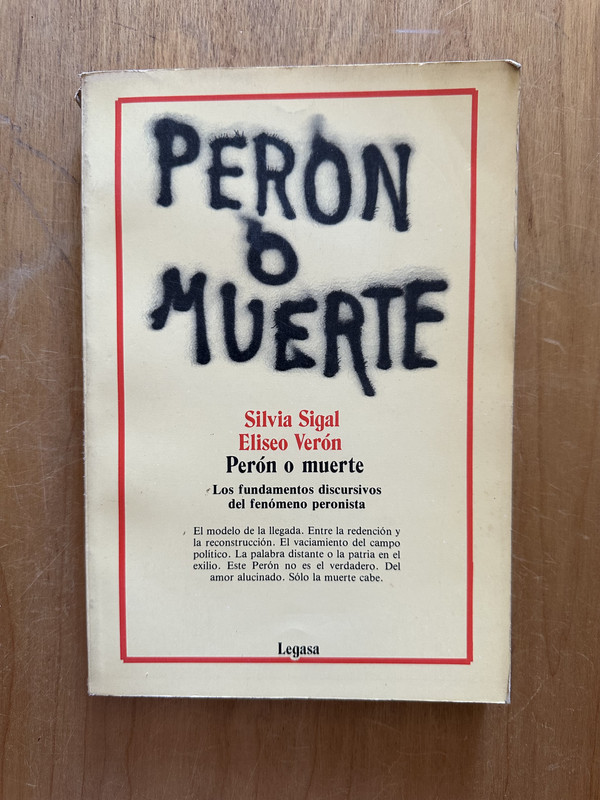 PERÓN
ó
MUERTE
Silvia Sigal
Eliseo Verón
Perón o muerte
Los fundamentos discursivos
del fenómeno peronista
El modelo de la llegada. Entre la redención y
la reconstrucción. El vaciamiento del campo
político. La palabra distante o la patria en el
exilio. Este Perón no es el verdadero. Del
amor alucinado. Sólo la muerte cabe.
Legasa